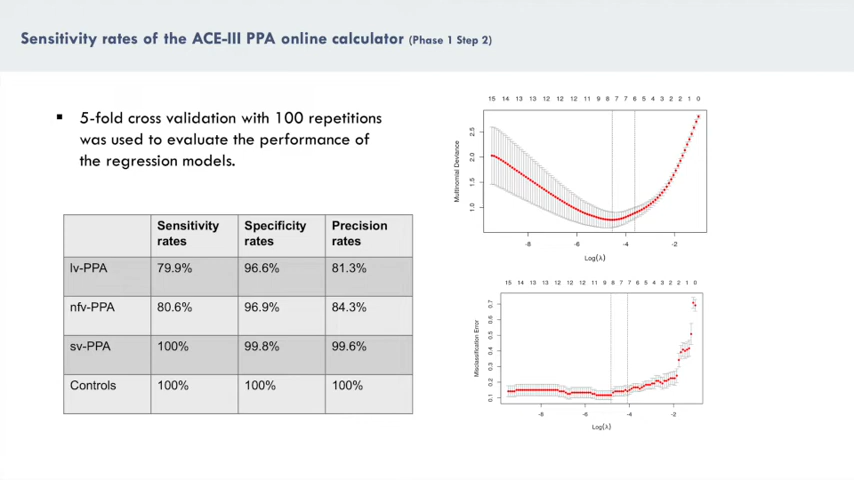 Sensitivity rates of the ACE-III PPA online calculator (Phase 1 Step 2)
▪ 5-fold cross validation with 100 repetitions
was used to evaluate the performance of
the regression models.
Sensitivity rates Specificity rates Precision rates
lv-PPA 79.9% 96.6% 81.3%
nfv-PPA 80.6% 96.9% 84.3%
sv-PPA 100% 99.8% 99.6%
Controls 100% 100% 100%
15 14 13 13 12 12 12 11 9 8 7 7 6 5 4 3 2 2 1 0
Multinomial Deviance
2.5
2.0
1.5
1.0
-8 -6 -4 -2
Log(λ)
15 14 14 13 13 12 12 12 9 8 7 7 6 4 3 3 2 1 0
Misclassification Error
0.7
0.6
0.5
0.4
0.3
0.2
0.1
-8 -6 -4 -2
Log(λ)